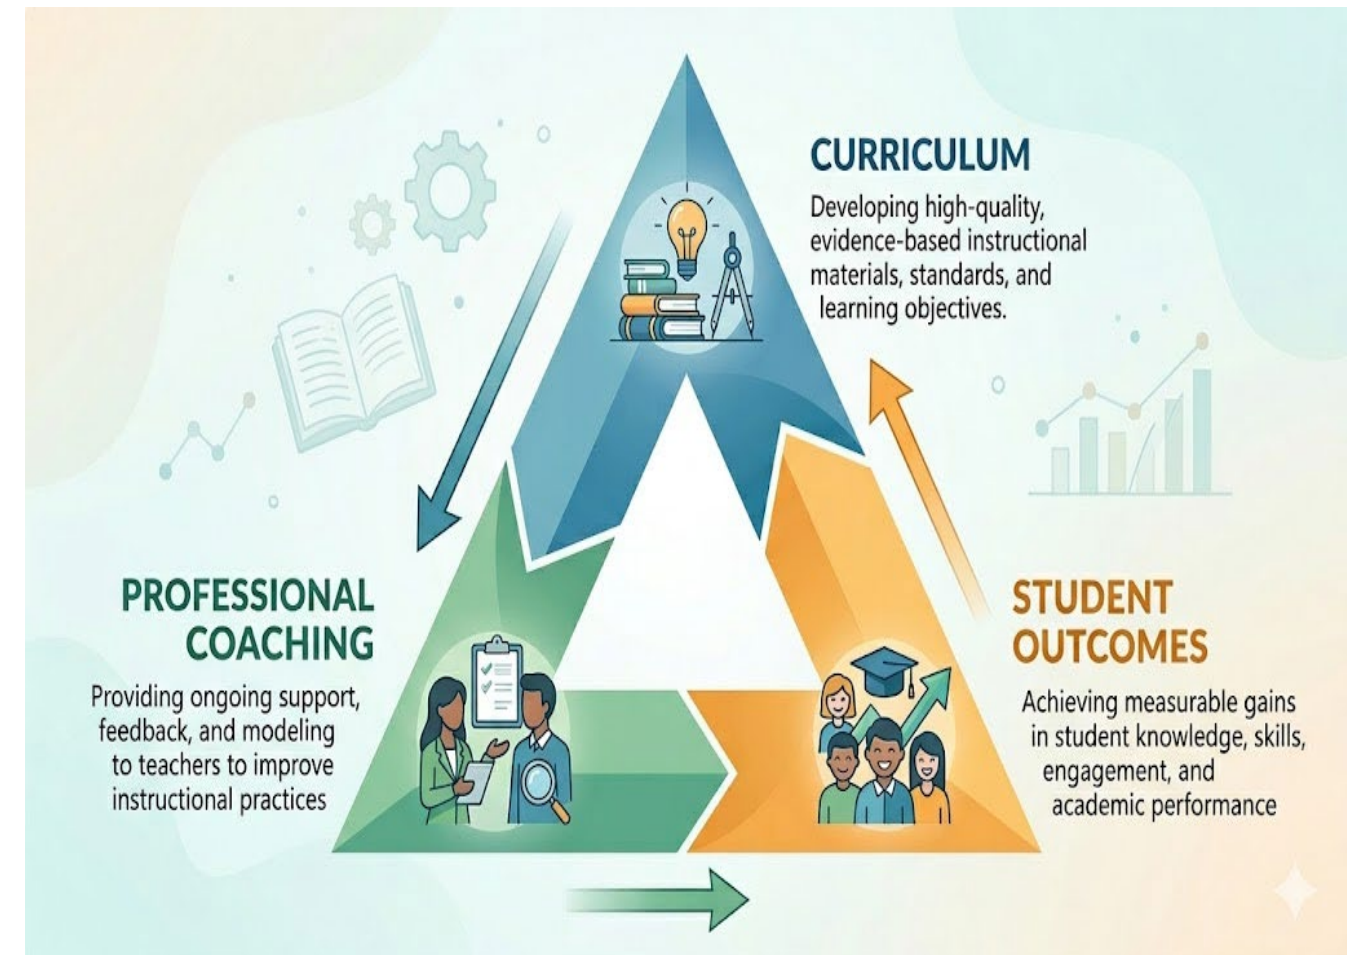 CURRICULUM
Developing high-quality,
evidence-based instructional
materials, standards, and
learning objectives.
PROFESSIONAL
COACHING
Providing ongoing support,
feedback, and modeling
to teachers to improve
instructional practices
STUDENT
OUTCOMES
Achieving measurable gains
in student knowledge, skills,
engagement, and
academic performance